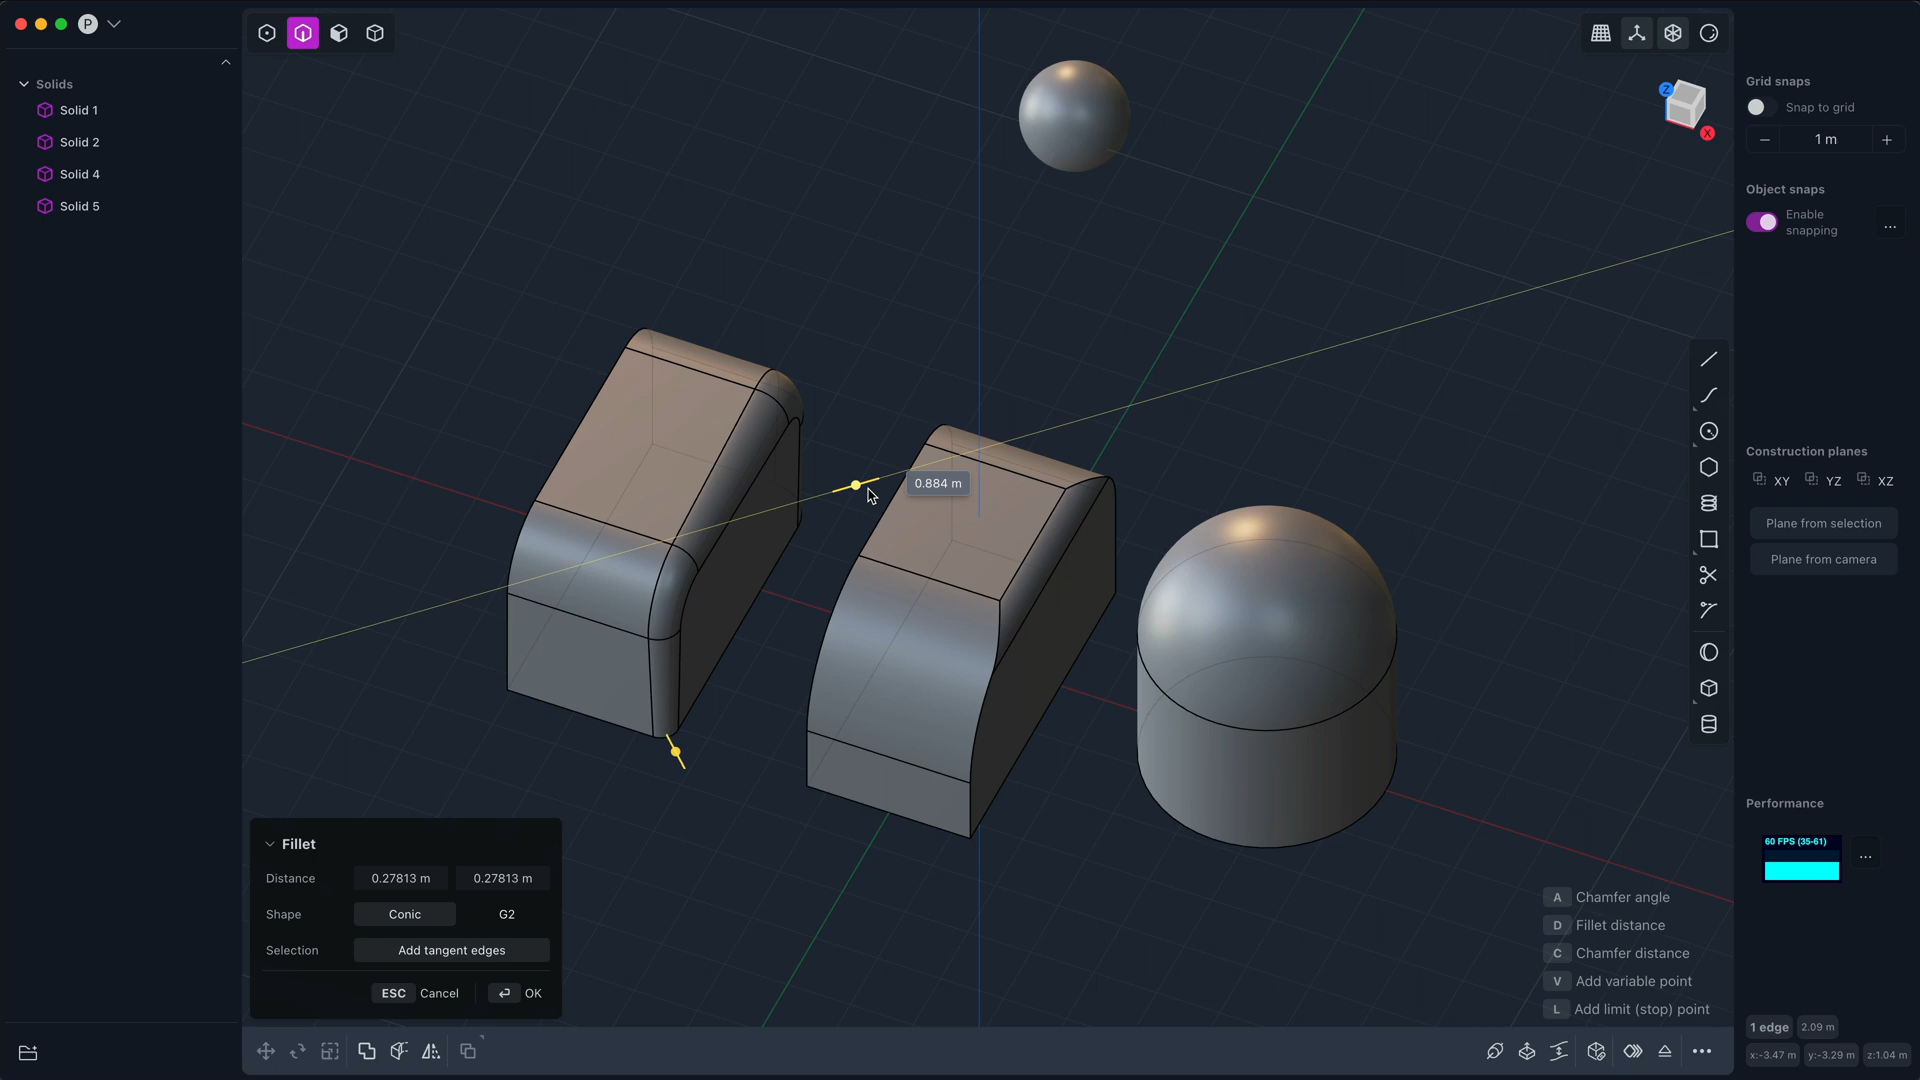 P
Solids
Solid 1
Solid 2
Solid 4
Solid 5
Z
X
0.884 m
Fillet
Distance 0.27813 m 0.27813 m
Shape Conic G2
Selection Add tangent edges
ESC Cancel OK
A Chamfer angle
D Fillet distance
C Chamfer distance
V Add variable point
L Add limit (stop) point
Grid snaps
Snap to grid
1 m
Object snaps
Enable
snapping
...
Construction planes
XY YZ XZ
Plane from selection
Plane from camera
Performance
60 FPS (35-61)
...
1 edge 2.09 m
x:-3.47 m y:-3.29 m z:1.04 m